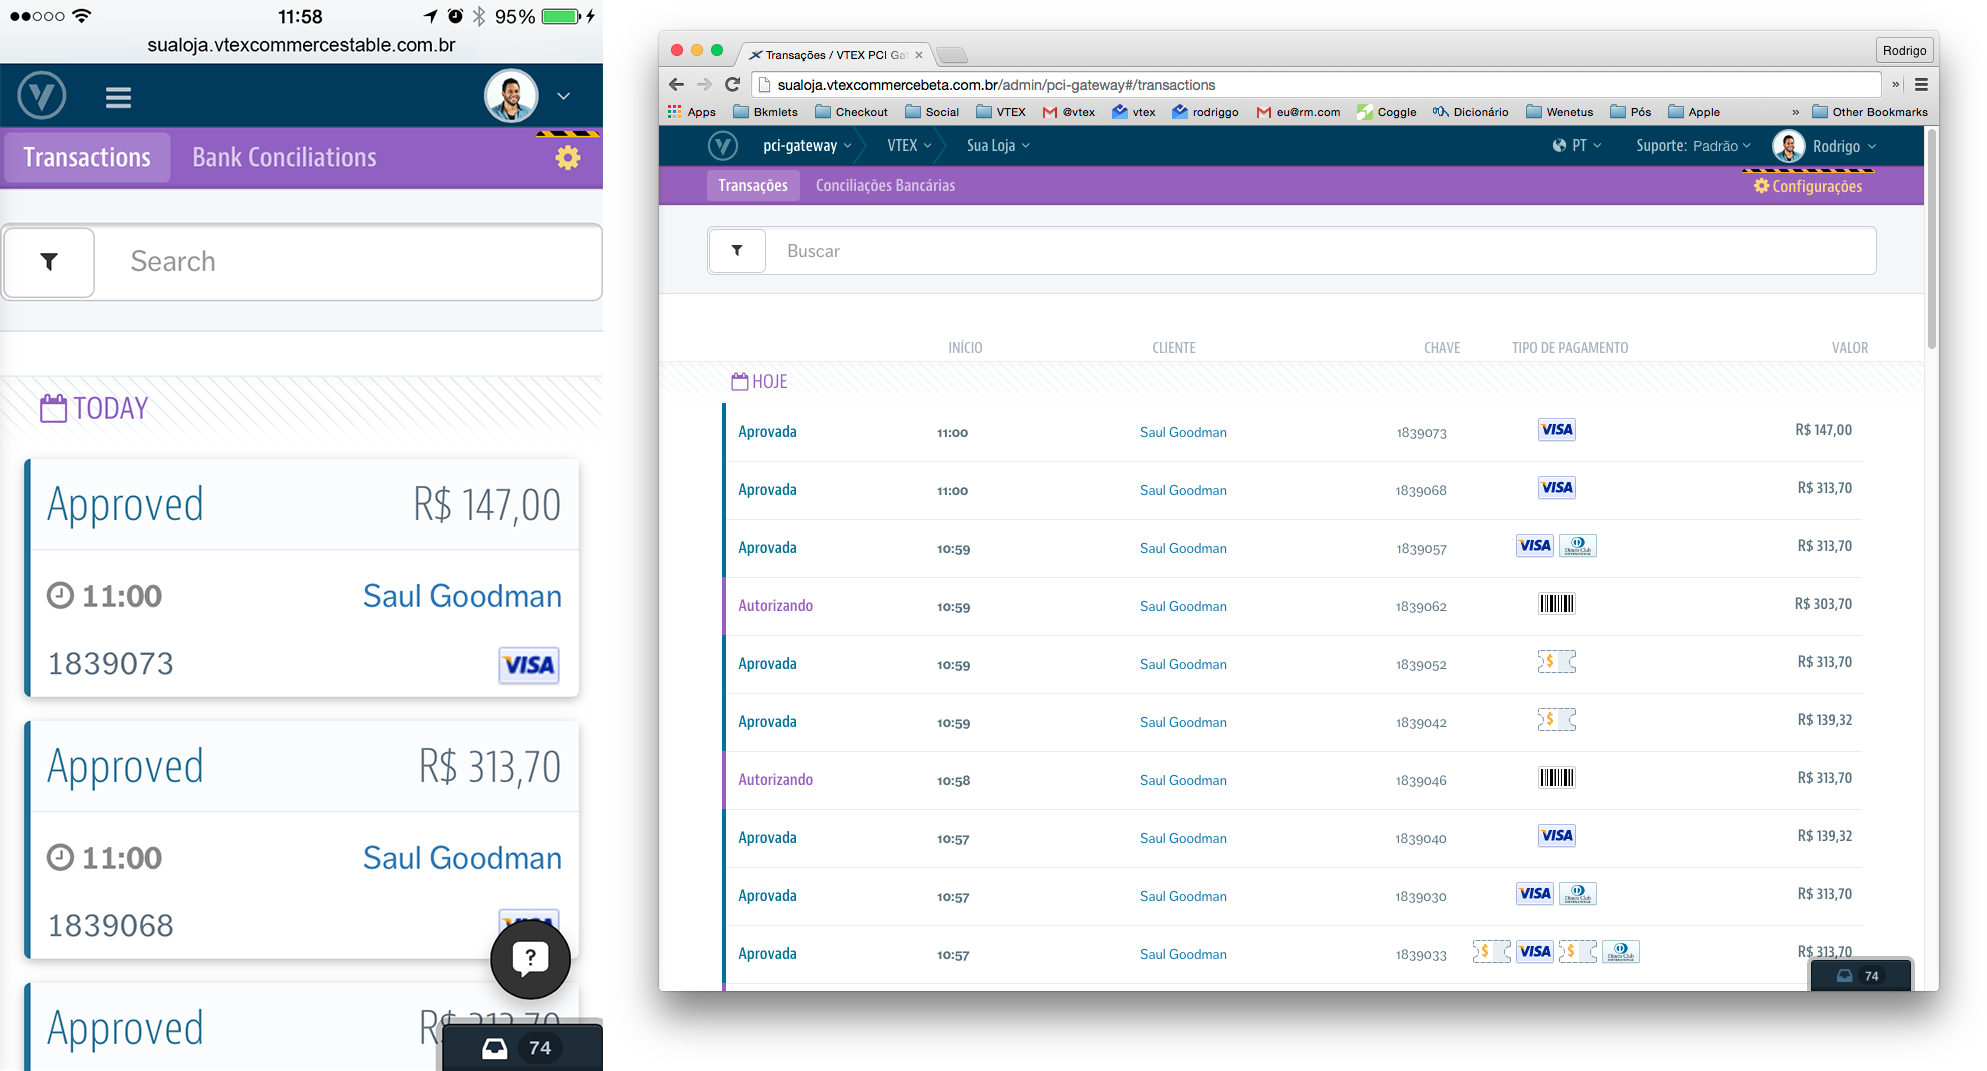 11:58
95%
sualoja.vtexcommercestable.com.br
Transactions Bank Conciliations
Search
TODAY
Approved R$ 147,00
11:00 Saul Goodman
1839073 VISA
Approved R$ 313,70
11:00 Saul Goodman
1839068
Approved
74
Transações / VTEX PCI Gat
Rodrigo
sualoja.vtexcommercebeta.com.br/admin/pci-gateway#/transactions
Apps Bkmlets Checkout Social VTEX @vtex vtex rodriggo eu@rm.com Coggle Dicionário Wenetus Pós Apple » Other Bookmarks
pci-gateway VTEX Sua Loja PT Suporte: Padrão Rodrigo
Transações Conciliações Bancárias Configurações
Buscar
INÍCIO CLIENTE CHAVE TIPO DE PAGAMENTO VALOR
HOJE
Aprovada 11:00 Saul Goodman 1839073 VISA R$ 147,00
Aprovada 11:00 Saul Goodman 1839068 VISA R$ 313,70
Aprovada 10:59 Saul Goodman 1839057 VISA Diners Club R$ 313,70
Autorizando 10:59 Saul Goodman 1839062 R$ 303,70
Aprovada 10:59 Saul Goodman 1839052 $ R$ 313,70
Aprovada 10:59 Saul Goodman 1839042 $ R$ 139,32
Autorizando 10:58 Saul Goodman 1839046 R$ 313,70
Aprovada 10:57 Saul Goodman 1839040 VISA R$ 139,32
Aprovada 10:57 Saul Goodman 1839030 VISA Diners Club R$ 313,70
Aprovada 10:57 Saul Goodman 1839033 $ VISA $ Diners Club R$ 313,70
74